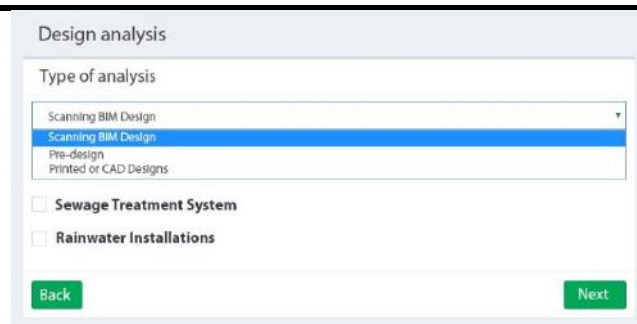 Design analysis
Type of analysis
Scanning BIM Design
Scanning BIM Design
Pre-design
Printed or CAD Designs
Sewage Treatment System
Rainwater Installations
Back Next